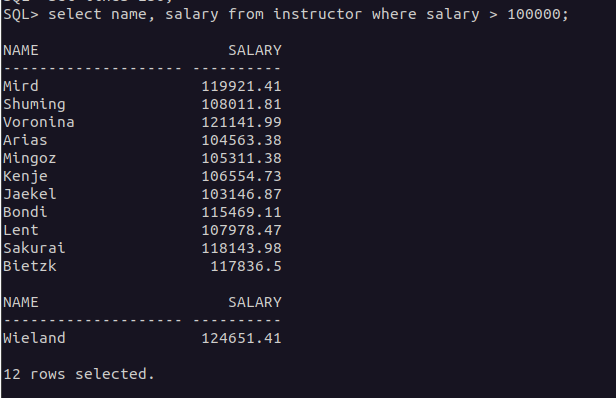 SQL> select name, salary from instructor where salary > 100000;
NAME                     SALARY
-------------------- ----------
Mird                  119921.41
Shuming               108011.81
Voronina              121141.99
Arias                 104563.38
Mingoz                105311.38
Kenje                 106554.73
Jaekel                103146.87
Bondi                 115469.11
Lent                  107978.47
Sakurai               118143.98
Bietzk                 117836.5
NAME                     SALARY
-------------------- ----------
Wieland               124651.41
12 rows selected.